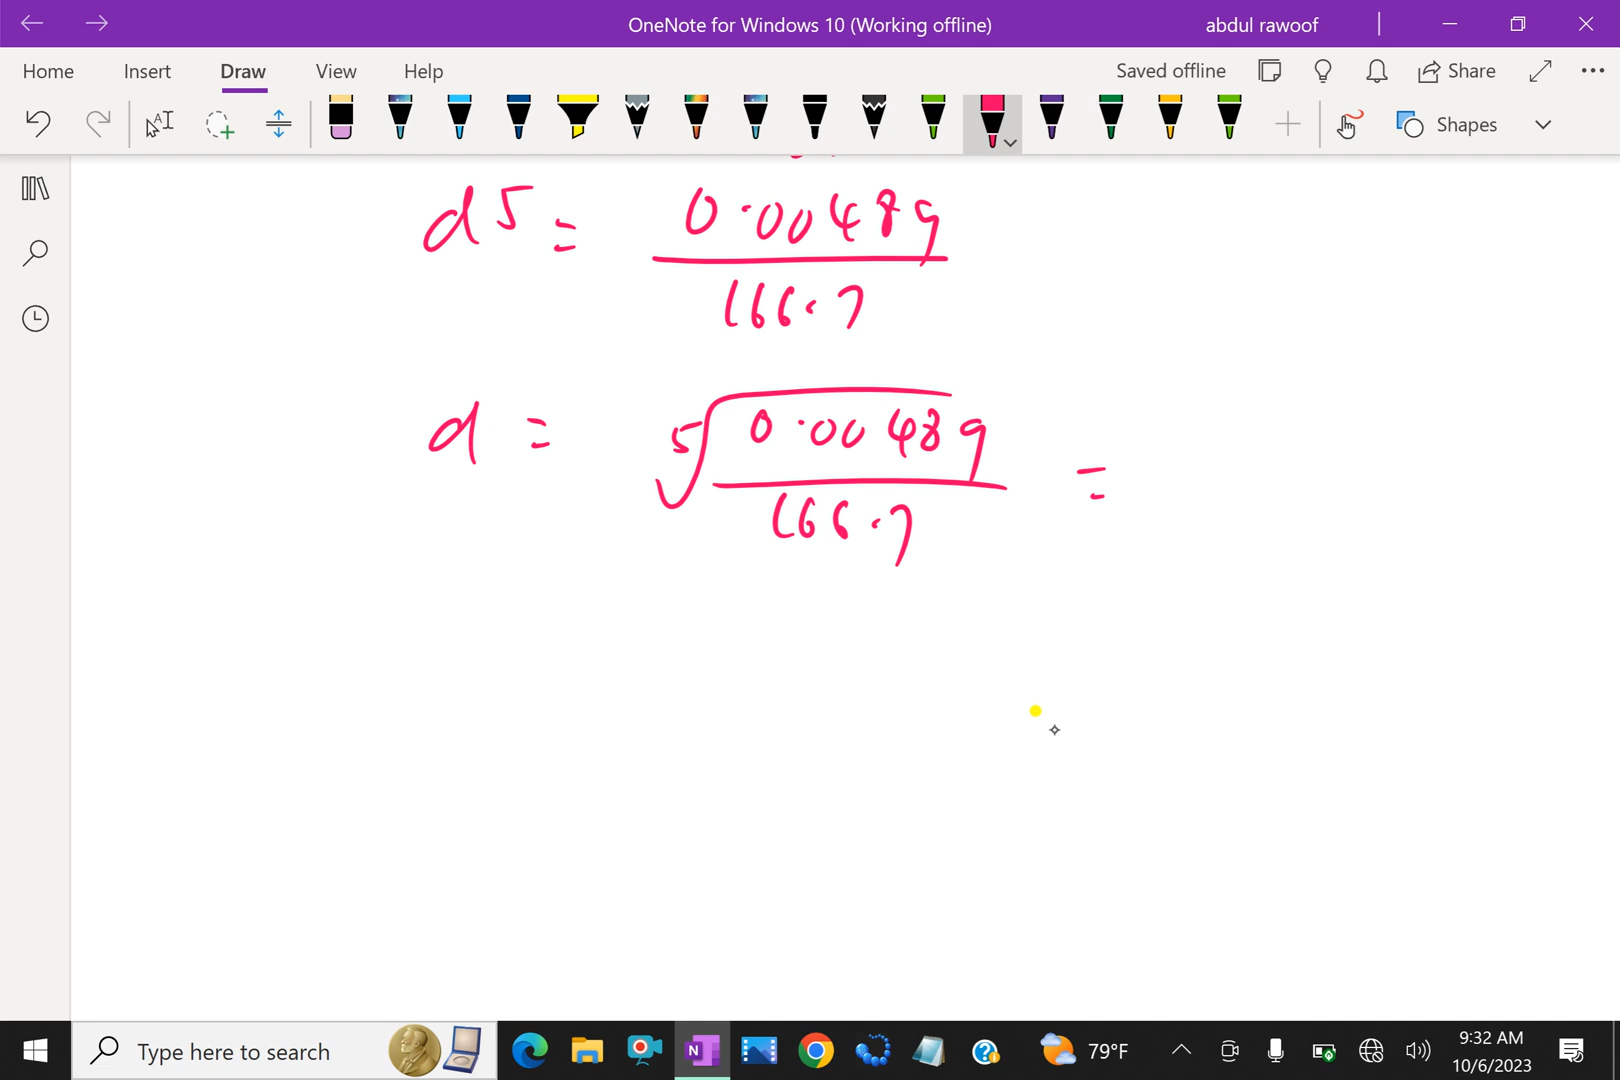 OneNote for Windows 10 (Working offline)
abdul rawoof
Home Insert Draw View Help
Saved offline Share
Shapes
d5 = 0.00489
166.7
d = 5√0.00489 =
166.7
Type here to search
79°F
9:32 AM
10/6/2023